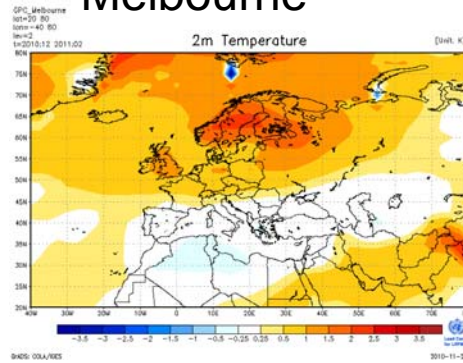 Melbourne
GPC_Melbourne
lat=20 80
lon=-40 80
lev=2
t=2010:12 2011:02
2m Temperature
[Unit: K]
80N
75N
70N
65N
60N
55N
50N
45N
40N
35N
30N
25N
20N
40W 30W 20W 10W 0 10E 20E 30E 40E 50E 60E 70E
-3.5 -3 -2.5 -2 -1.5 -1 -0.5 -0.25 0.25 0.5 1 1.5 2 2.5 3 3.5
GrADS: COLA/IGES